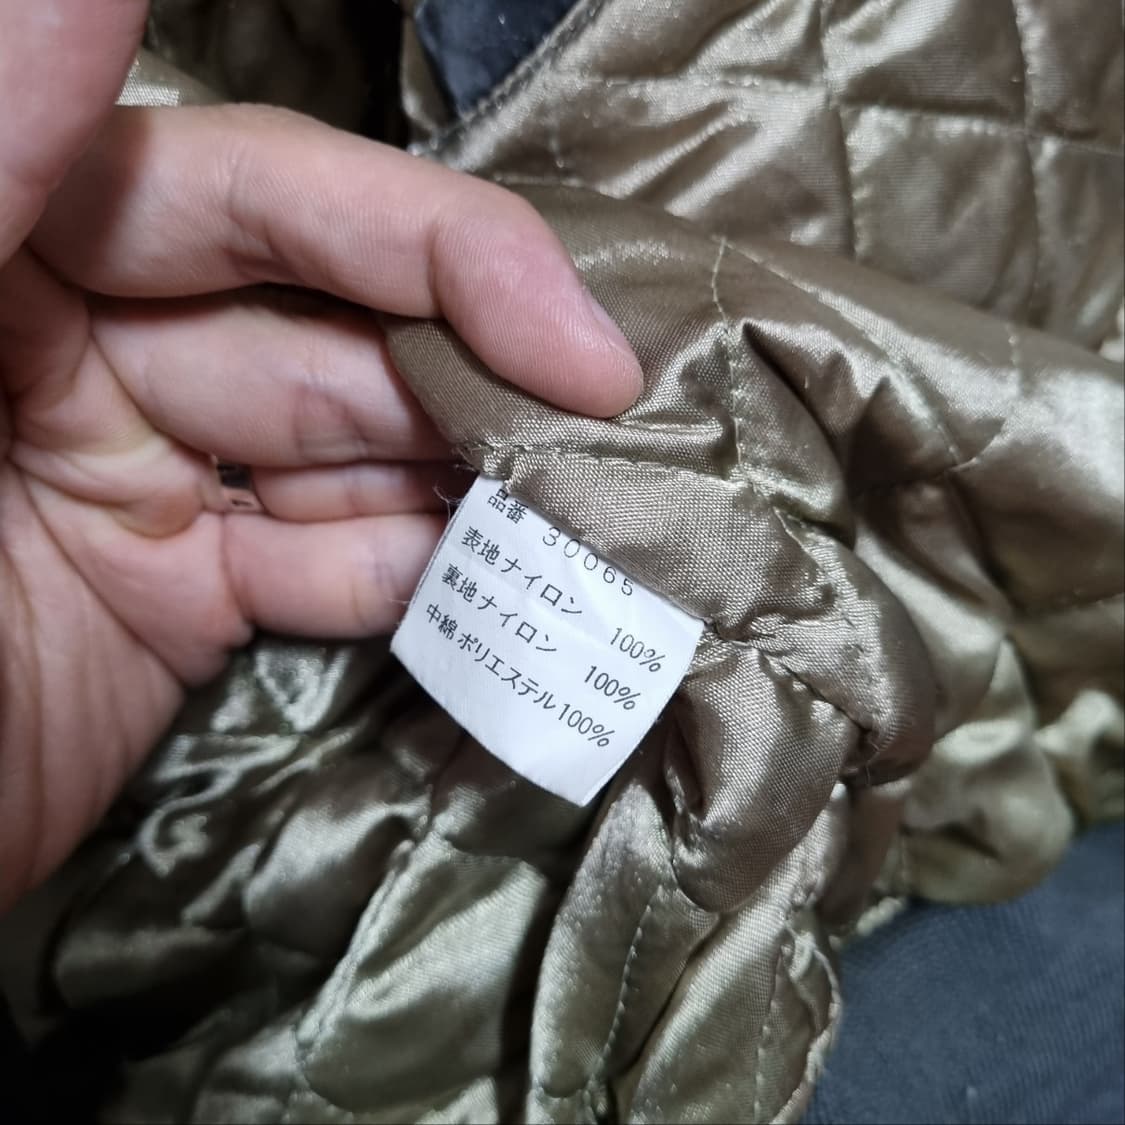 品番 30065
表地ナイロン 100%
裏地ナイロン 100%
中綿ポリエステル100%